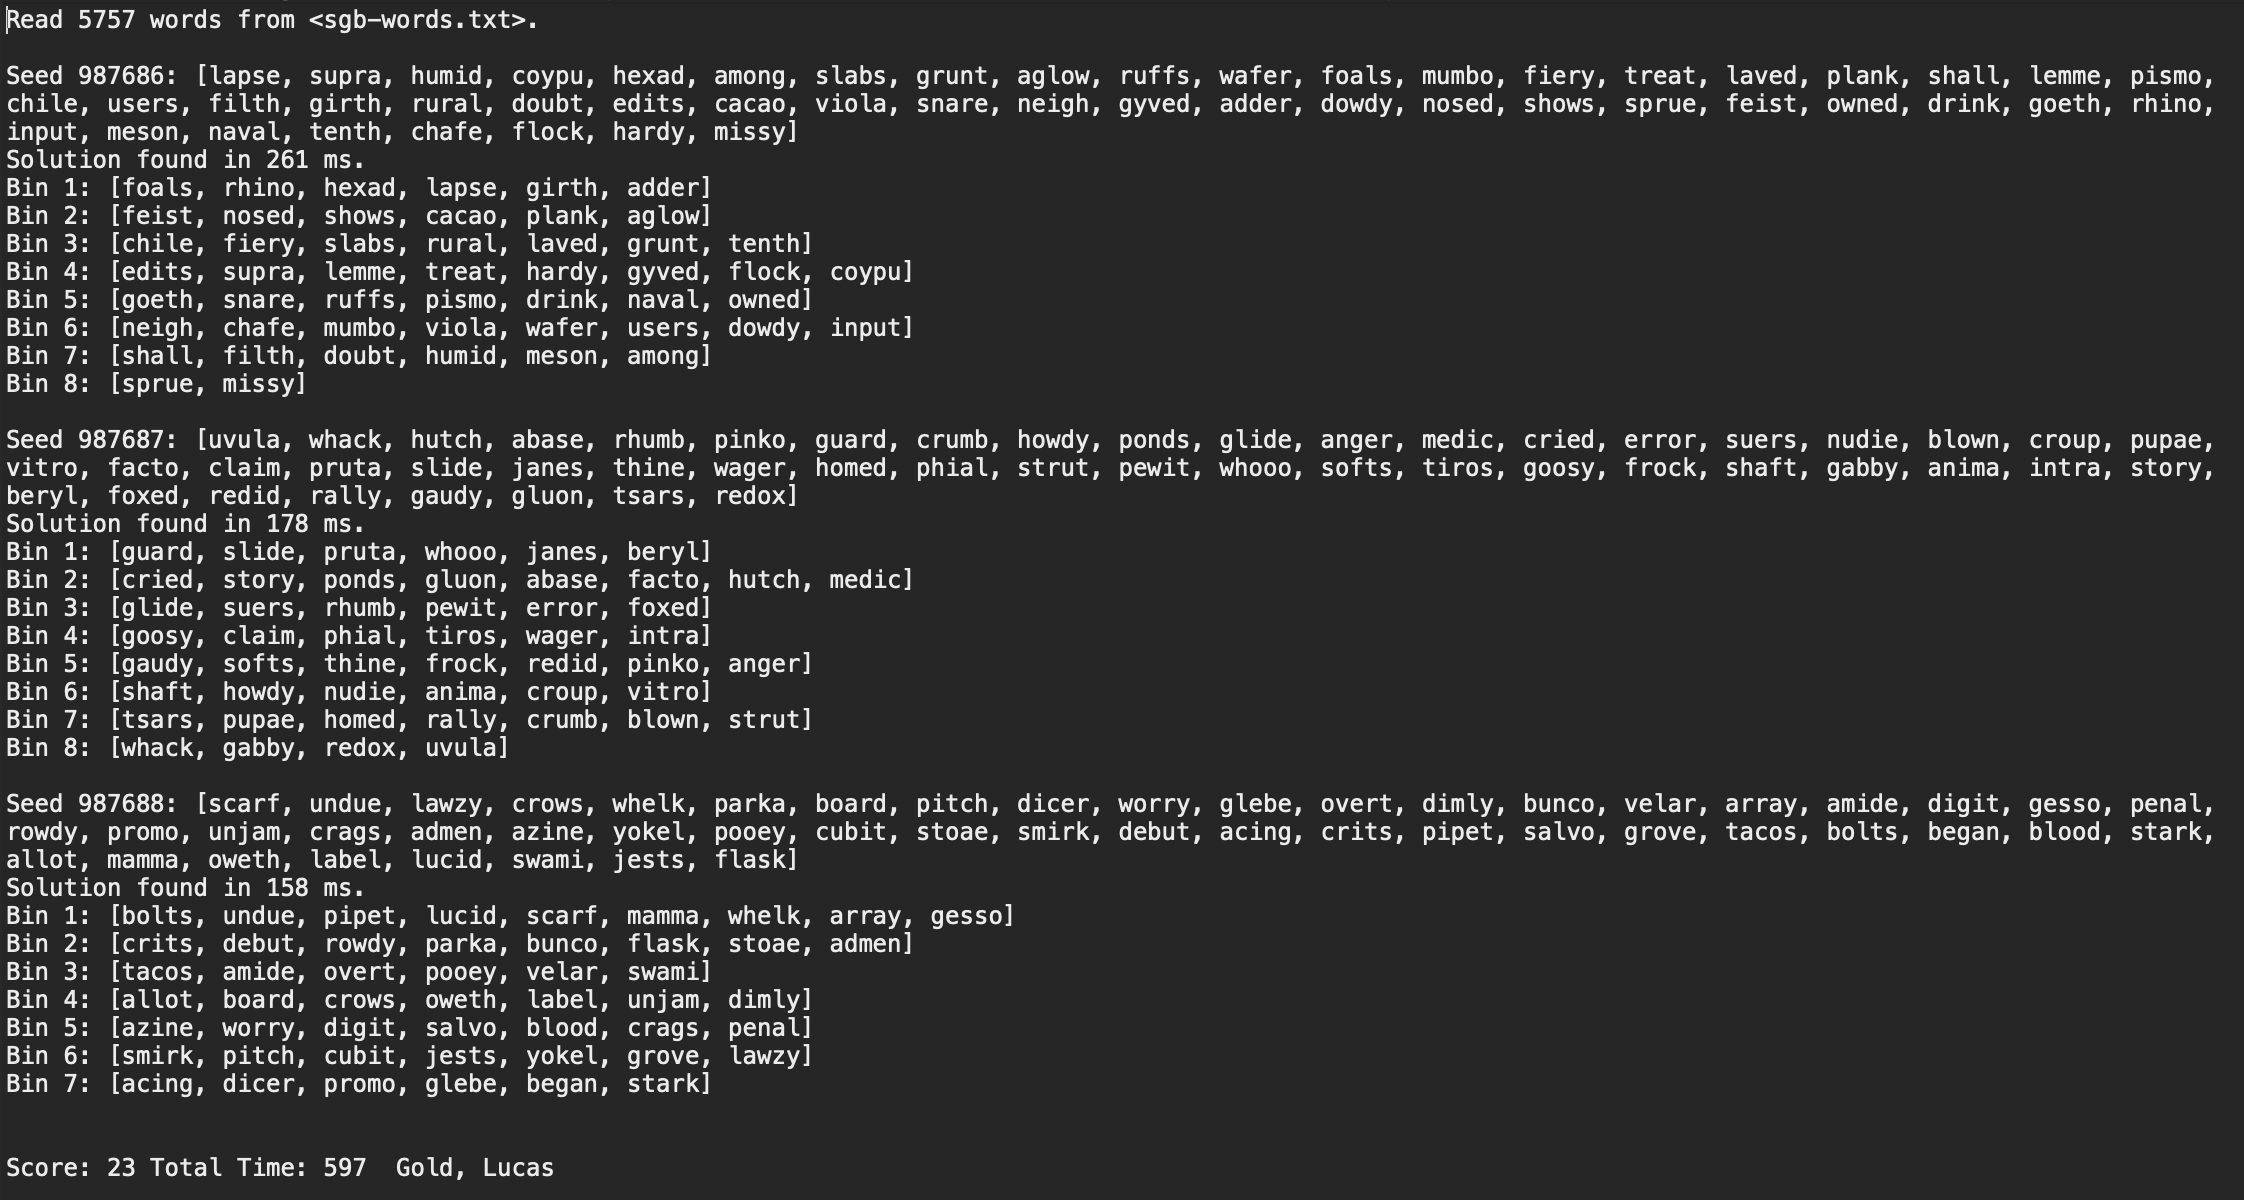 Read 5757 words from <sgb-words.txt>.
Seed 987686: [lapse, supra, humid, coypu, hexad, among, slabs, grunt, aglow, ruffs, wafer, foals, mumbo, fiery, treat, laved, plank, shall, lemme, pismo,
chile, users, filth, girth, rural, doubt, edits, cacao, viola, snare, neigh, gyved, adder, dowdy, nosed, shows, sprue, feist, owned, drink, goeth, rhino,
input, meson, naval, tenth, chafe, flock, hardy, missy]
Solution found in 261 ms.
Bin 1: [foals, rhino, hexad, lapse, girth, adder]
Bin 2: [feist, nosed, shows, cacao, plank, aglow]
Bin 3: [chile, fiery, slabs, rural, laved, grunt, tenth]
Bin 4: [edits, supra, lemme, treat, hardy, gyved, flock, coypu]
Bin 5: [goeth, snare, ruffs, pismo, drink, naval, owned]
Bin 6: [neigh, chafe, mumbo, viola, wafer, users, dowdy, input]
Bin 7: [shall, filth, doubt, humid, meson, among]
Bin 8: [sprue, missy]
Seed 987687: [uvula, whack, hutch, abase, rhumb, pinko, guard, crumb, howdy, ponds, glide, anger, medic, cried, error, suers, nudie, blown, croup, pupae,
vitro, facto, claim, pruta, slide, janes, thine, wager, homed, phial, strut, pewit, whooo, softs, tiros, goosy, frock, shaft, gabby, anima, intra, story,
beryl, foxed, redid, rally, gaudy, gluon, tsars, redox]
Solution found in 178 ms.
Bin 1: [guard, slide, pruta, whooo, janes, beryl]
Bin 2: [cried, story, ponds, gluon, abase, facto, hutch, medic]
Bin 3: [glide, suers, rhumb, pewit, error, foxed]
Bin 4: [goosy, claim, phial, tiros, wager, intra]
Bin 5: [gaudy, softs, thine, frock, redid, pinko, anger]
Bin 6: [shaft, howdy, nudie, anima, croup, vitro]
Bin 7: [tsars, pupae, homed, rally, crumb, blown, strut]
Bin 8: [whack, gabby, redox, uvula]
Seed 987688: [scarf, undue, lawzy, crows, whelk, parka, board, pitch, dicer, worry, glebe, overt, dimly, bunco, velar, array, amide, digit, gesso, penal,
rowdy, promo, unjam, crags, admen, azine, yokel, pooey, cubit, stoae, smirk, debut, acing, crits, pipet, salvo, grove, tacos, bolts, began, blood, stark,
allot, mamma, oweth, label, lucid, swami, jests, flask]
Solution found in 158 ms.
Bin 1: [bolts, undue, pipet, lucid, scarf, mamma, whelk, array, gesso]
Bin 2: [crits, debut, rowdy, parka, bunco, flask, stoae, admen]
Bin 3: [tacos, amide, overt, pooey, velar, swami]
Bin 4: [allot, board, crows, oweth, label, unjam, dimly]
Bin 5: [azine, worry, digit, salvo, blood, crags, penal]
Bin 6: [smirk, pitch, cubit, jests, yokel, grove, lawzy]
Bin 7: [acing, dicer, promo, glebe, began, stark]
Score: 23 Total Time: 597  Gold, Lucas